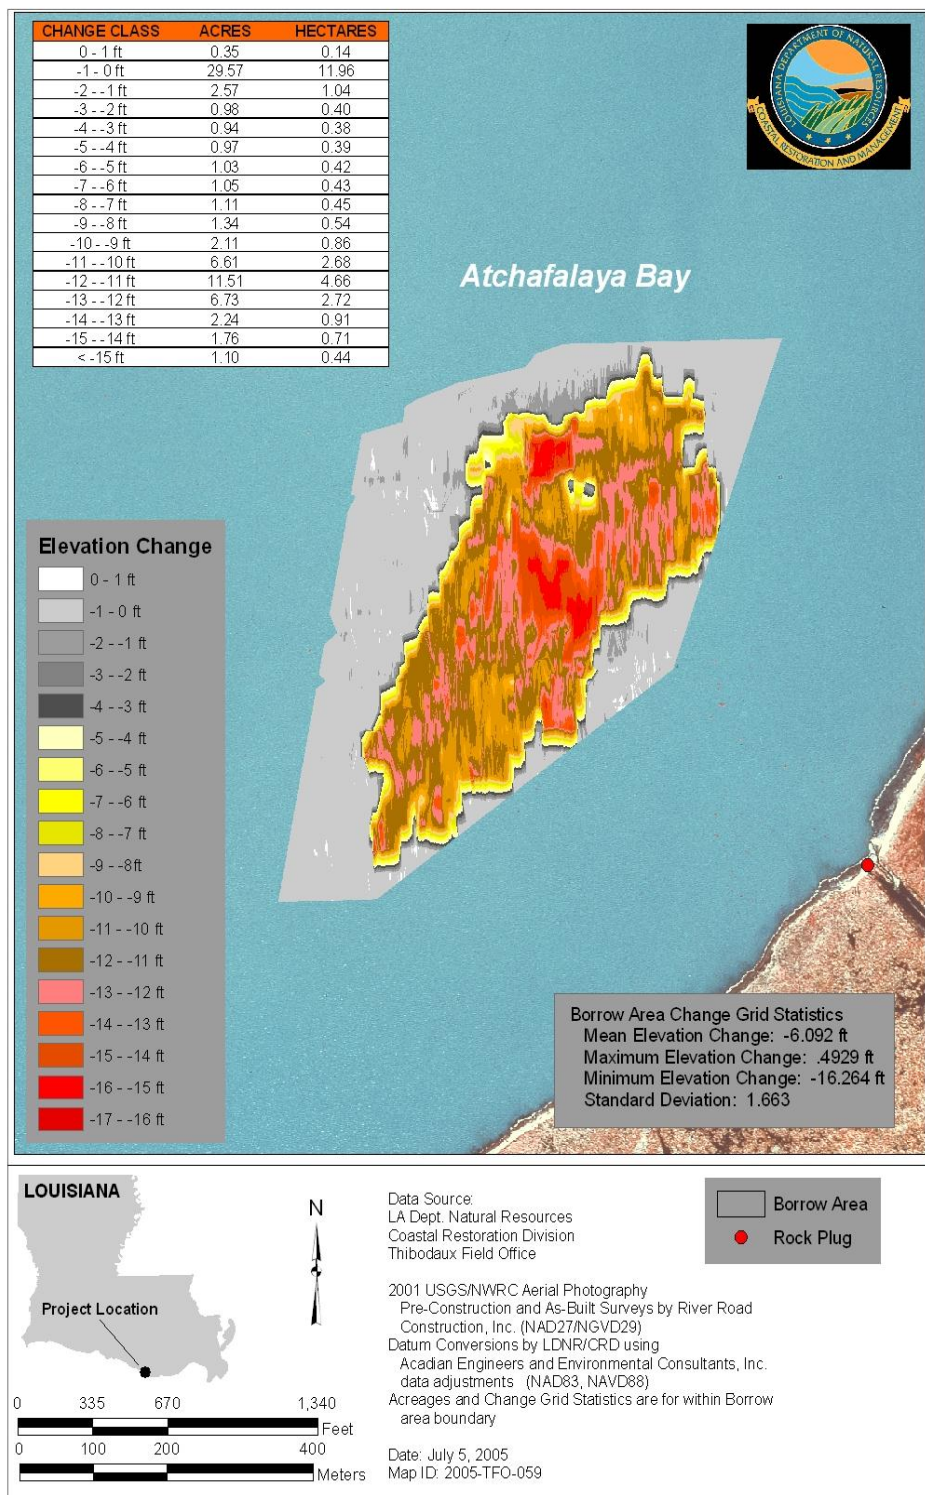 CHANGE CLASS ACRES HECTARES
0 - 1 ft 0.35 0.14
-1 - 0 ft 29.57 11.96
-2 - -1 ft 2.57 1.04
-3 - -2 ft 0.98 0.40
-4 - -3 ft 0.94 0.38
-5 - -4 ft 0.97 0.39
-6 - -5 ft 1.03 0.42
-7 - -6 ft 1.05 0.43
-8 - -7 ft 1.11 0.45
-9 - -8 ft 1.34 0.54
-10 - -9 ft 2.11 0.86
-11 - -10 ft 6.61 2.68
-12 - -11 ft 11.51 4.66
-13 - -12 ft 6.73 2.72
-14 - -13 ft 2.24 0.91
-15 - -14 ft 1.76 0.71
< -15 ft 1.10 0.44
LOUISIANA DEPARTMENT OF NATURAL RESOURCES
COASTAL RESTORATION AND MANAGEMENT
Atchafalaya Bay
Elevation Change
0 - 1 ft
-1 - 0 ft
-2 - -1 ft
-3 - -2 ft
-4 - -3 ft
-5 - -4 ft
-6 - -5 ft
-7 - -6 ft
-8 - -7 ft
-9 - -8ft
-10 - -9 ft
-11 - -10 ft
-12 - -11 ft
-13 - -12 ft
-14 - -13 ft
-15 - -14 ft
-16 - -15 ft
-17 - -16 ft
Borrow Area Change Grid Statistics
Mean Elevation Change: -6.092 ft
Maximum Elevation Change: .4929 ft
Minimum Elevation Change: -16.264 ft
Standard Deviation: 1.663
LOUISIANA
Project Location
N
0 335 670 1,340
Feet
0 100 200 400
Meters
Data Source:
LA Dept. Natural Resources
Coastal Restoration Division
Thibodaux Field Office
2001 USGS/NWRC Aerial Photography
Pre-Construction and As-Built Surveys by River Road
Construction, Inc. (NAD27/NGVD29)
Datum Conversions by LDNR/CRD using
Acadian Engineers and Environmental Consultants, Inc.
data adjustments (NAD83, NAVD88)
Acreages and Change Grid Statistics are for within Borrow
area boundary
Date: July 5, 2005
Map ID: 2005-TFO-059
Borrow Area
Rock Plug